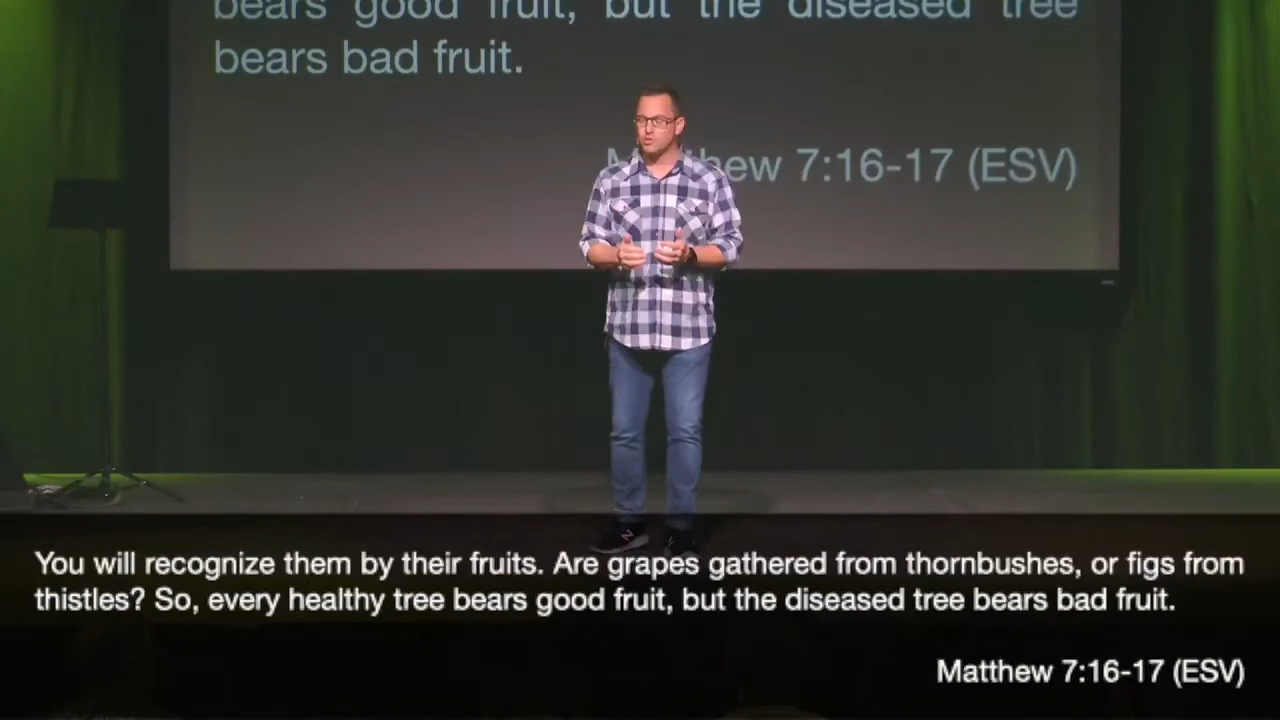 bears good fruit, but the diseased tree
bears bad fruit.
Matthew 7:16-17 (ESV)
You will recognize them by their fruits. Are grapes gathered from thornbushes, or figs from
thistles? So, every healthy tree bears good fruit, but the diseased tree bears bad fruit.
Matthew 7:16-17 (ESV)